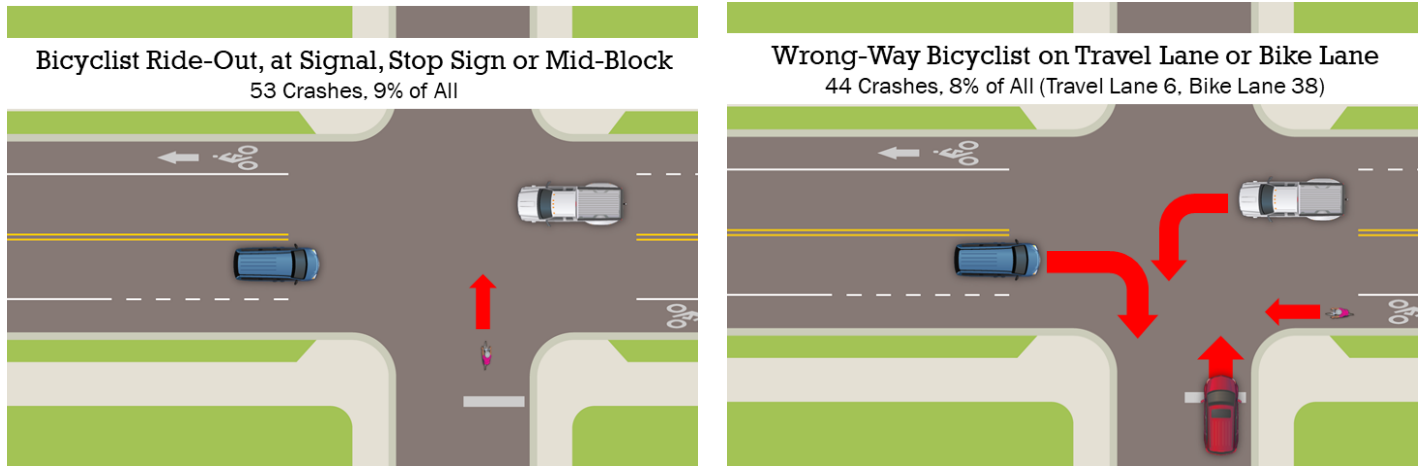 Bicyclist Ride-Out, at Signal, Stop Sign or Mid-Block
53 Crashes, 9% of All
Wrong-Way Bicyclist on Travel Lane or Bike Lane
44 Crashes, 8% of All (Travel Lane 6, Bike Lane 38)